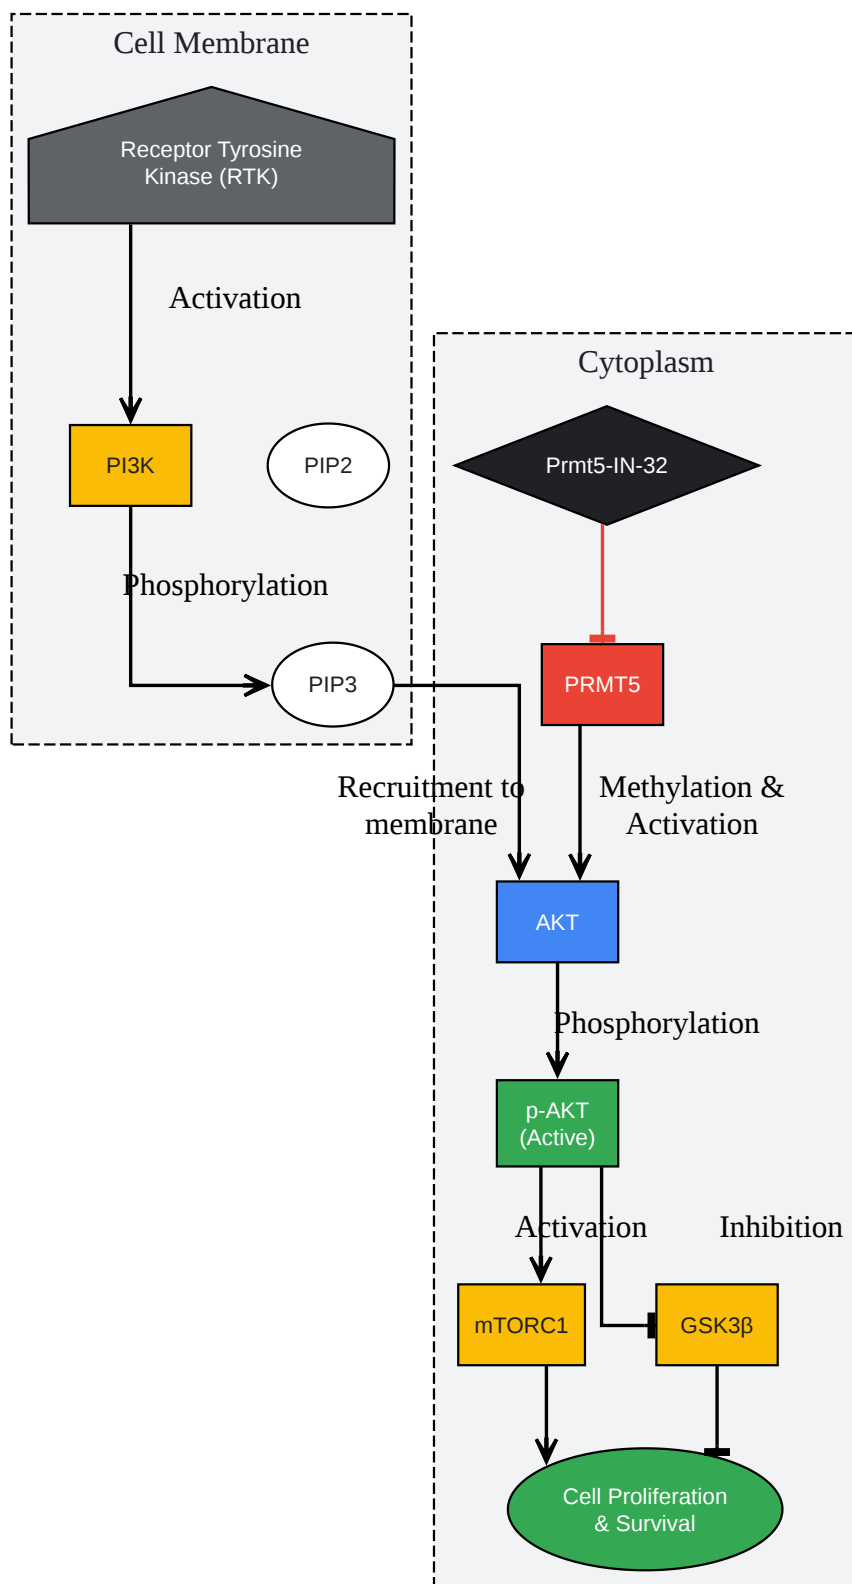 Cell Membrane
Receptor Tyrosine
Kinase (RTK)
Activation
Cytoplasm
PI3K
PIP2
Prmt5-IN-32
Phosphorylation
PIP3
PRMT5
Recruitment to
membrane
Methylation &
Activation
AKT
Phosphorylation
p-AKT
(Active)
Activation
Inhibition
mTORC1
GSK3β
Cell Proliferation
& Survival